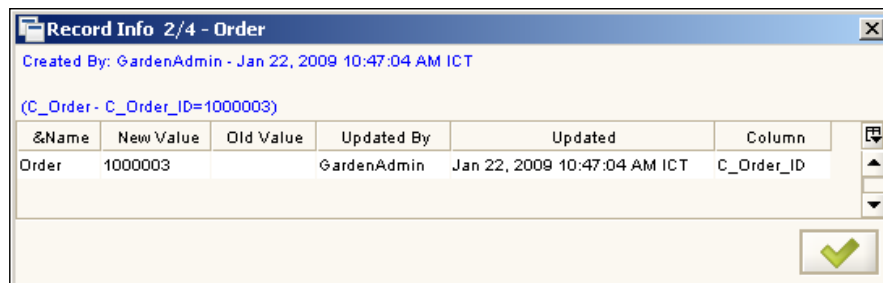 Record Info 2/4 - Order
Created By: GardenAdmin - Jan 22, 2009 10:47:04 AM ICT
(C_Order - C_Order_ID=1000003)
&Name New Value Old Value Updated By Updated Column
Order 1000003 GardenAdmin Jan 22, 2009 10:47:04 AM ICT C_Order_ID